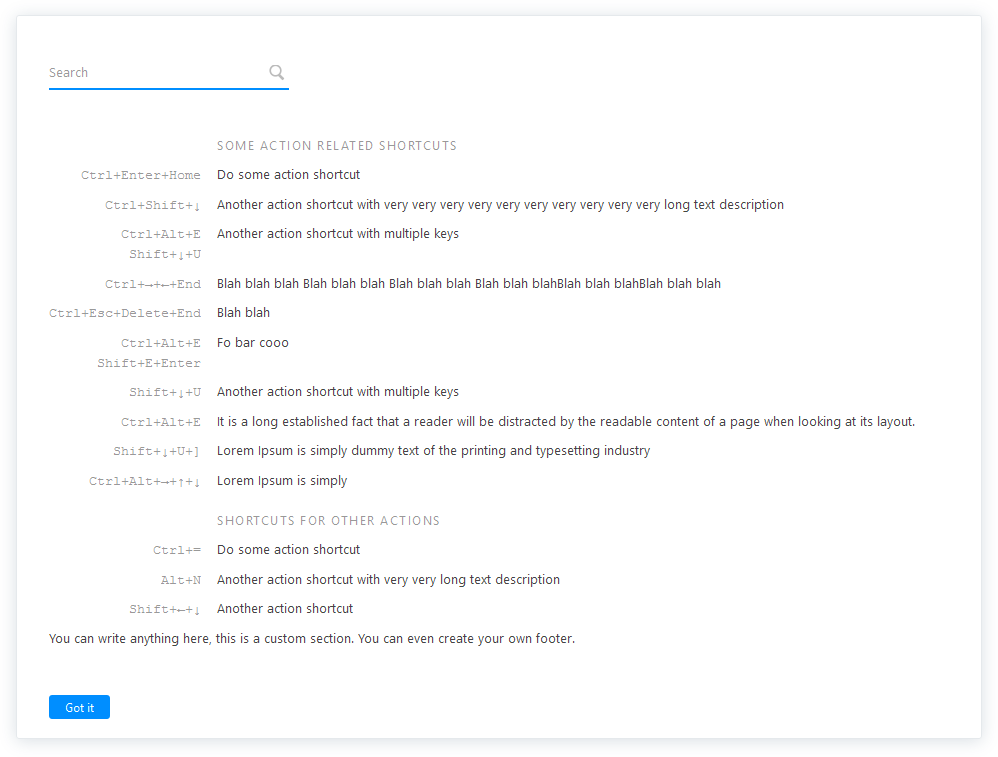 Search
SOME ACTION RELATED SHORTCUTS
Ctrl+Enter+Home Do some action shortcut
Ctrl+Shift+↓ Another action shortcut with very very very very very very very very very very long text description
Ctrl+Alt+E Another action shortcut with multiple keys
Shift+↓+U
Ctrl+→+←+End Blah blah blah Blah blah blah Blah blah blah Blah blah blahBlah blah blahBlah blah blah
Ctrl+Esc+Delete+End Blah blah
Ctrl+Alt+E Fo bar cooo
Shift+E+Enter
Shift+↓+U Another action shortcut with multiple keys
Ctrl+Alt+E It is a long established fact that a reader will be distracted by the readable content of a page when looking at its layout.
Shift+↓+U+] Lorem Ipsum is simply dummy text of the printing and typesetting industry
Ctrl+Alt+→+↑+↓ Lorem Ipsum is simply
SHORTCUTS FOR OTHER ACTIONS
Ctrl+= Do some action shortcut
Alt+N Another action shortcut with very very long text description
Shift+←+↓ Another action shortcut
You can write anything here, this is a custom section. You can even create your own footer.
Got it